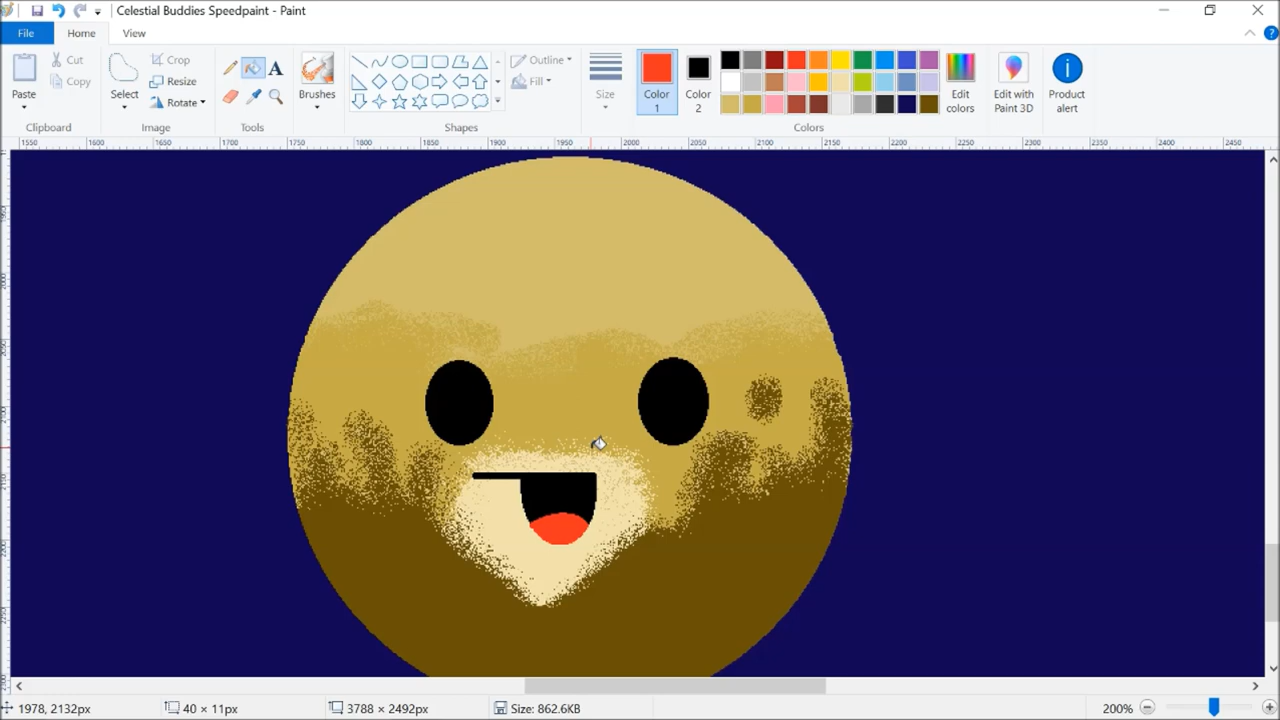 Celestial Buddies Speedpaint - Paint
File Home View
Paste
Cut
Copy
Clipboard
Select
Crop
Resize
Rotate
Image
A
Tools
Brushes
Outline
Fill
Shapes
Size
Color
1
Color
2
Edit
colors
Colors
Edit with
Paint 3D
Product
alert
1550 1600 1650 1700 1750 1800 1850 1900 1950 2000 2050 2100 2150 2200 2250 2300 2350 2400 2450
1978, 2132px 40 × 11px 3788 × 2492px Size: 862.6KB 200%